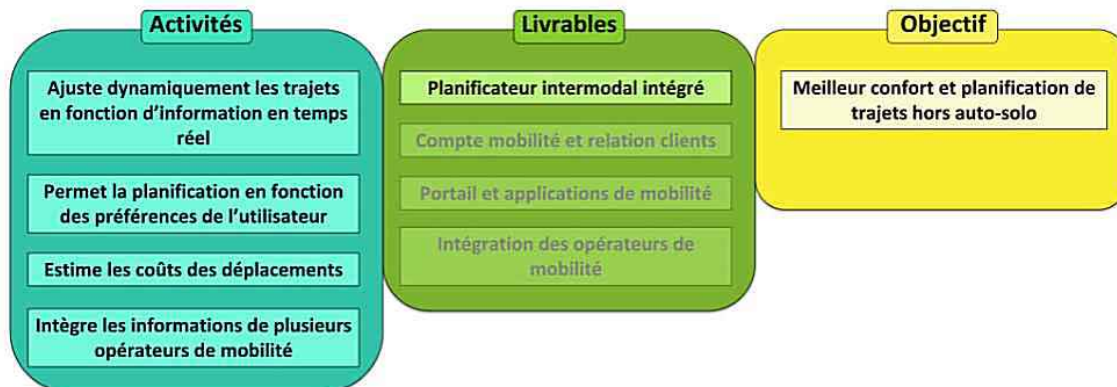 Activités
Ajuste dynamiquement les trajets
en fonction d'information en temps
réel
Permet la planification en fonction
des préférences de l'utilisateur
Estime les coûts des déplacements
Intègre les informations de plusieurs
opérateurs de mobilité
Livrables
Planificateur intermodal intégré
Compte mobilité et relation clients
Portail et applications de mobilité
Intégration des opérateurs de
mobilité
Objectif
Meilleur confort et planification de
trajets hors auto-solo